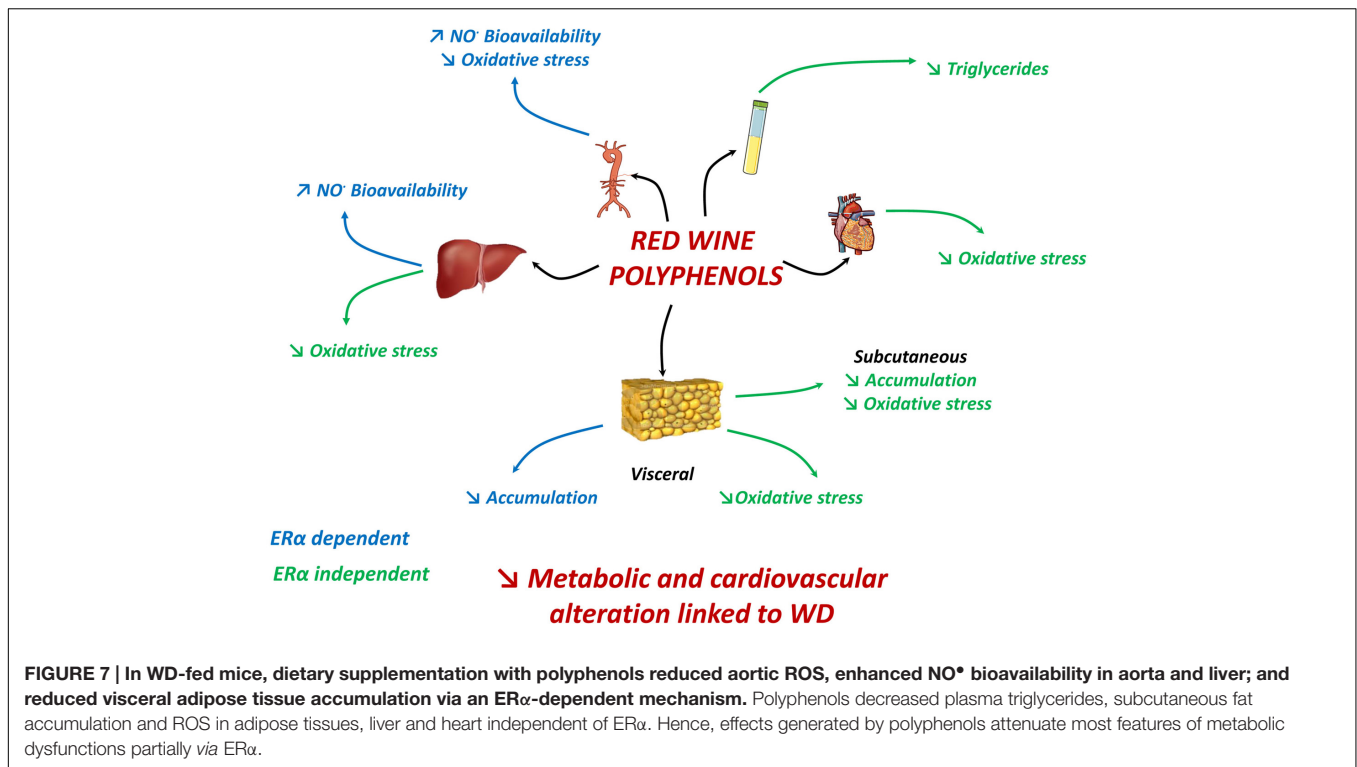 ↗ NO· Bioavailability
↘ Oxidative stress
↘ Triglycerides
↗ NO· Bioavailability
RED WINE
POLYPHENOLS
↘ Oxidative stress
↘ Oxidative stress
Subcutaneous
↘ Accumulation
↘ Oxidative stress
Visceral
↘ Accumulation
↘Oxidative stress
ERα dependent
ERα independent
↘ Metabolic and cardiovascular
alteration linked to WD
FIGURE 7 | In WD-fed mice, dietary supplementation with polyphenols reduced aortic ROS, enhanced NO• bioavailability in aorta and liver; and
reduced visceral adipose tissue accumulation via an ERα-dependent mechanism. Polyphenols decreased plasma triglycerides, subcutaneous fat
accumulation and ROS in adipose tissues, liver and heart independent of ERα. Hence, effects generated by polyphenols attenuate most features of metabolic
dysfunctions partially via ERα.